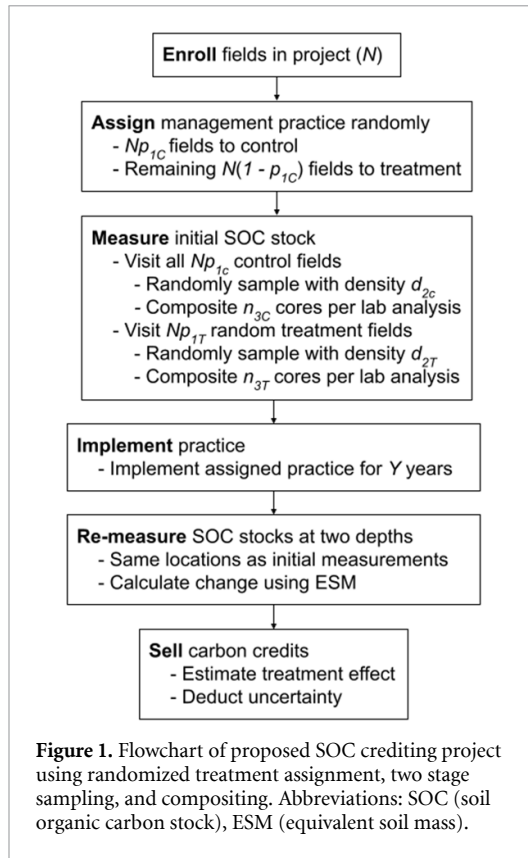 Enroll fields in project (N)
Assign management practice randomly
- Np1C fields to control
- Remaining N(1 - p1C) fields to treatment
Measure initial SOC stock
- Visit all Np1c control fields
- Randomly sample with density d2c
- Composite n3C cores per lab analysis
- Visit Np1T random treatment fields
- Randomly sample with density d2T
- Composite n3T cores per lab analysis
Implement practice
- Implement assigned practice for Y years
Re-measure SOC stocks at two depths
- Same locations as initial measurements
- Calculate change using ESM
Sell carbon credits
- Estimate treatment effect
- Deduct uncertainty
Figure 1. Flowchart of proposed SOC crediting project
using randomized treatment assignment, two stage
sampling, and compositing. Abbreviations: SOC (soil
organic carbon stock), ESM (equivalent soil mass).